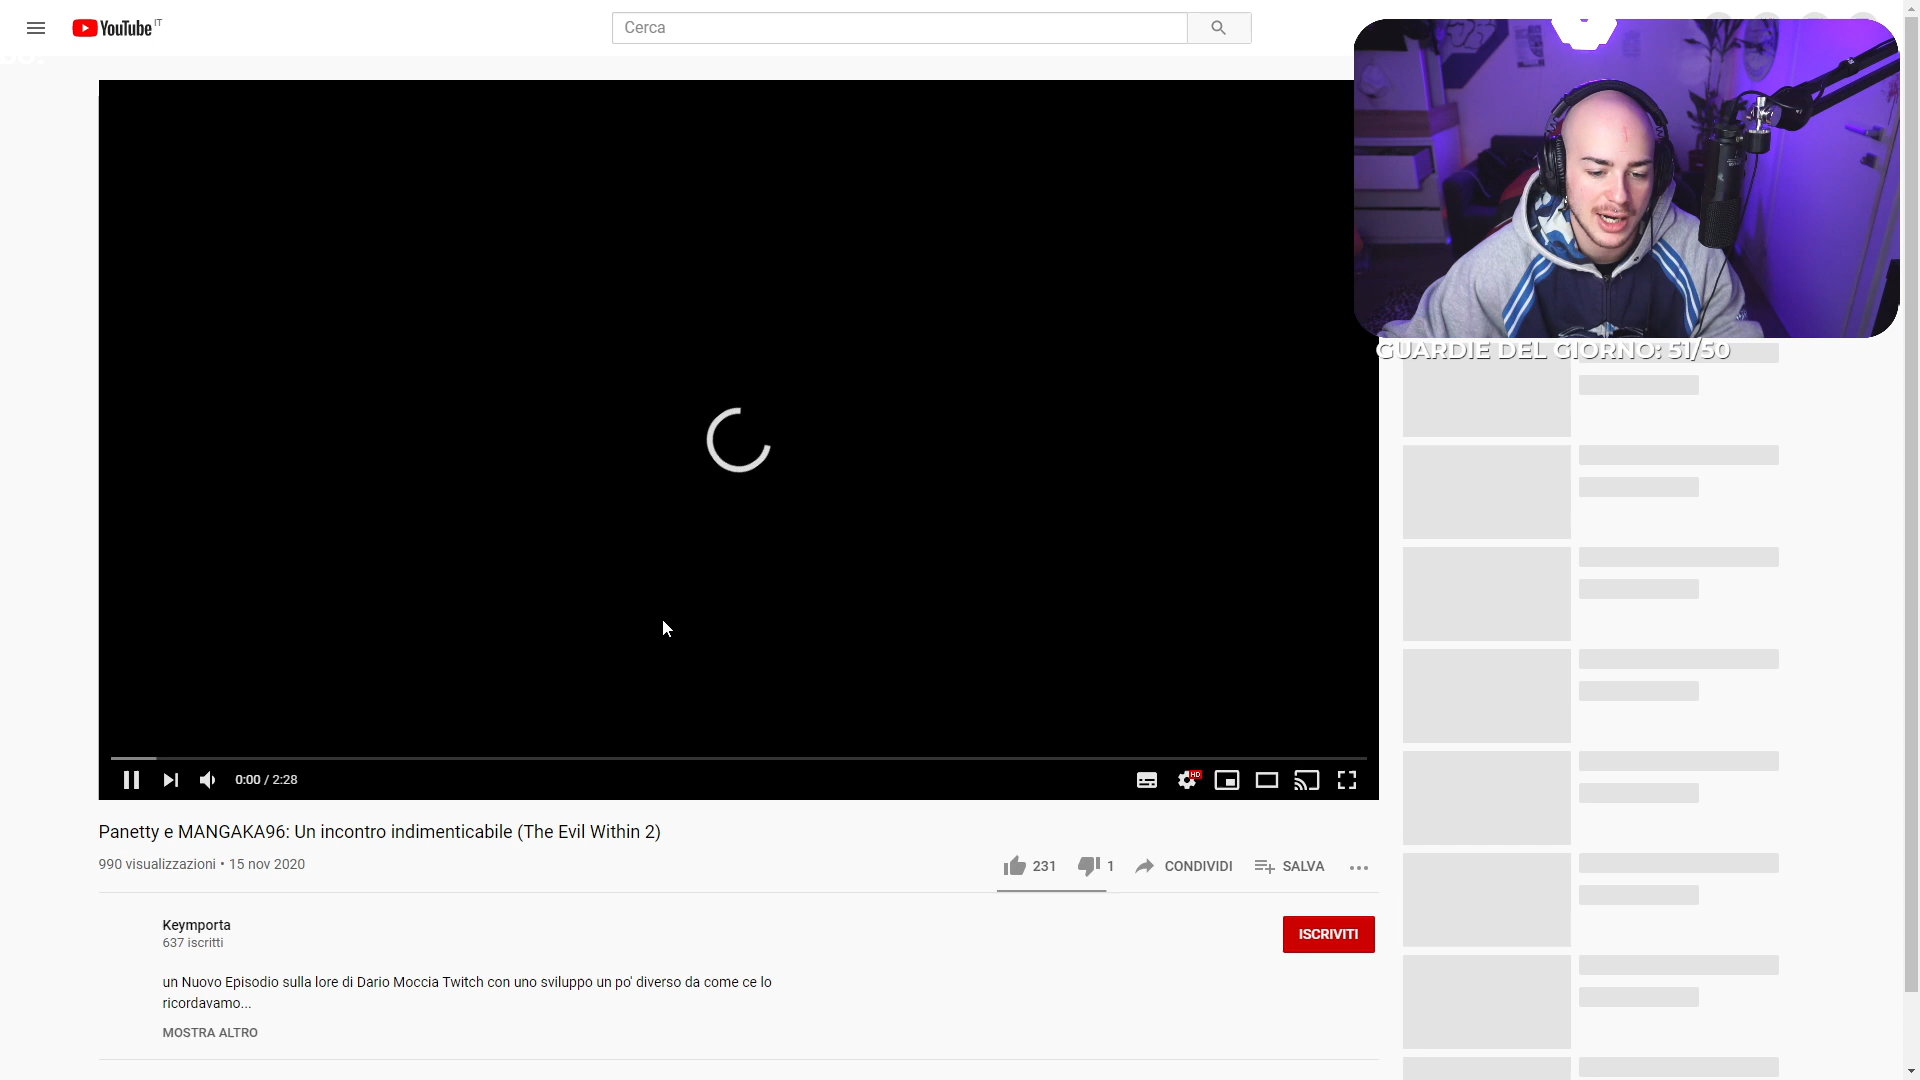 YouTube IT
Cerca
GUARDIE DEL GIORNO: 51/50
HD
0:00 / 2:28
Panetty e MANGAKA96: Un incontro indimenticabile (The Evil Within 2)
990 visualizzazioni • 15 nov 2020
231
1
CONDIVIDI
SALVA
Keymporta
637 iscritti
ISCRIVITI
un Nuovo Episodio sulla lore di Dario Moccia Twitch con uno sviluppo un po' diverso da come ce lo
ricordavamo...
MOSTRA ALTRO